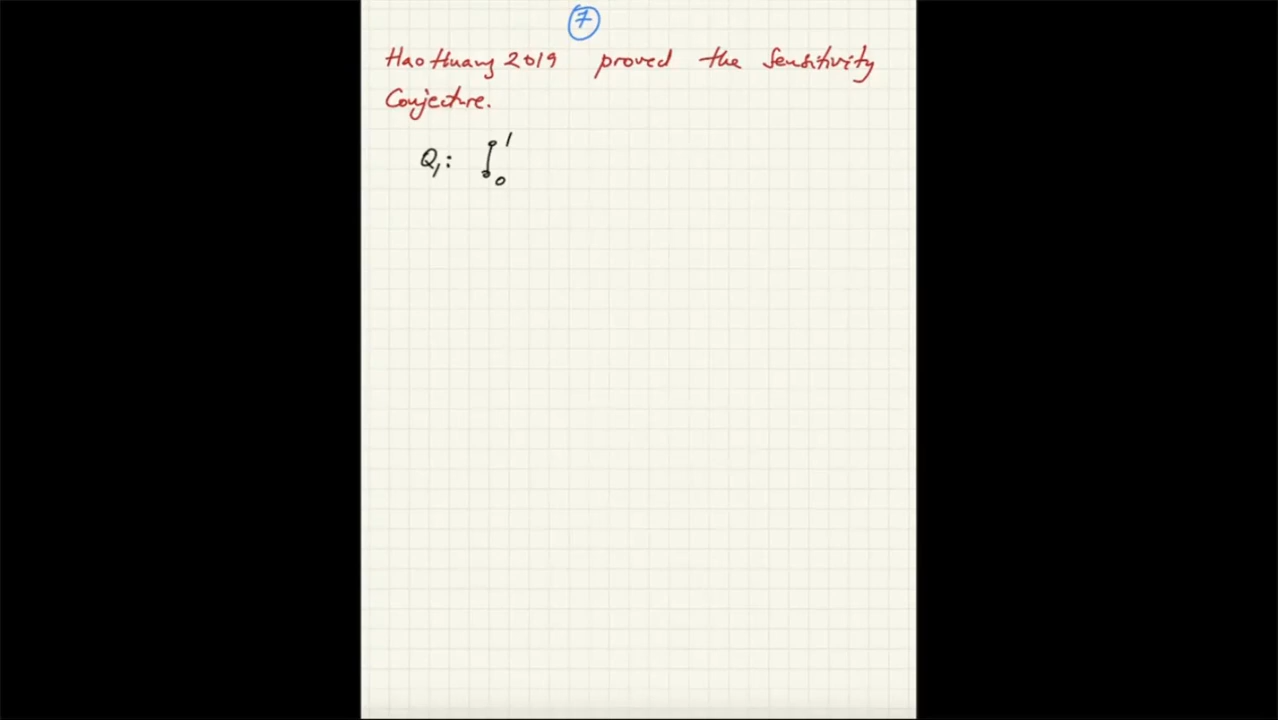 7
Hao Huang 2019 proved the Sensitivity
Conjecture.
Q₁: 1
0